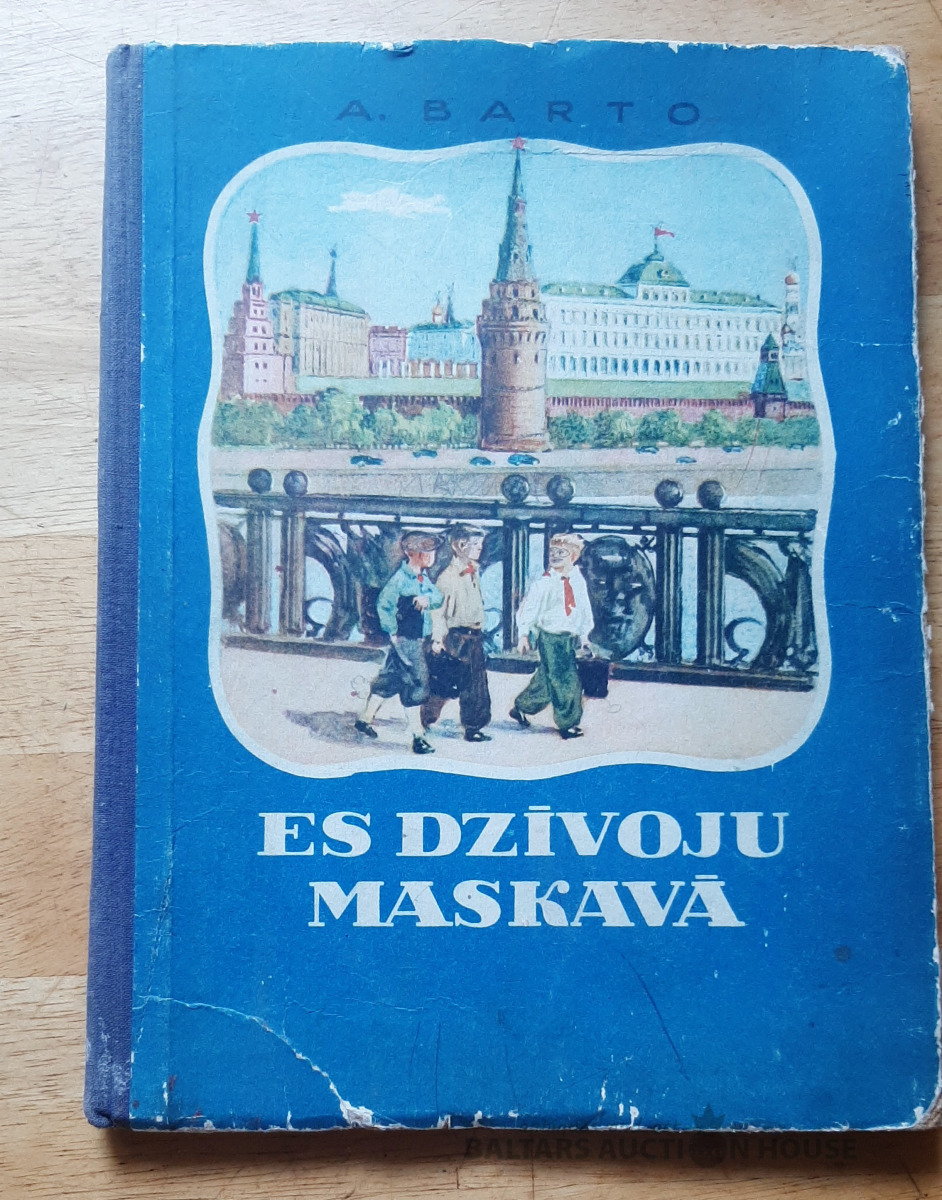 A. BARTO
ES DZĪVOJU
MASKAVĀ
BALTARS AUCTION HOUSE